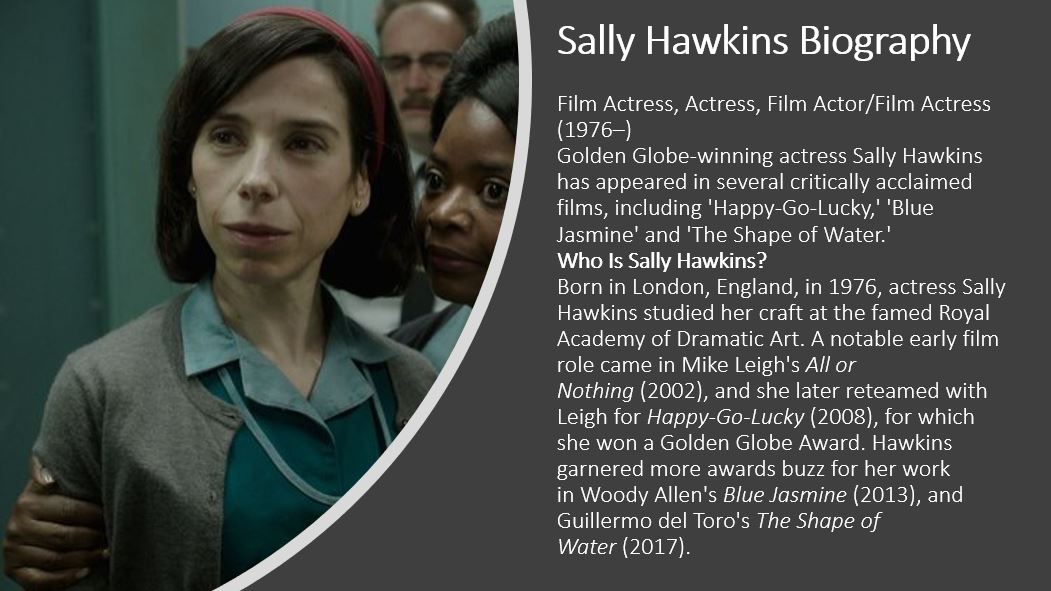 Sally Hawkins Biography
Film Actress, Actress, Film Actor/Film Actress
(1976–)
Golden Globe-winning actress Sally Hawkins
has appeared in several critically acclaimed
films, including 'Happy-Go-Lucky,' 'Blue
Jasmine' and 'The Shape of Water.'
Who Is Sally Hawkins?
Born in London, England, in 1976, actress Sally
Hawkins studied her craft at the famed Royal
Academy of Dramatic Art. A notable early film
role came in Mike Leigh's All or
Nothing (2002), and she later reteamed with
Leigh for Happy-Go-Lucky (2008), for which
she won a Golden Globe Award. Hawkins
garnered more awards buzz for her work
in Woody Allen's Blue Jasmine (2013), and
Guillermo del Toro's The Shape of
Water (2017).